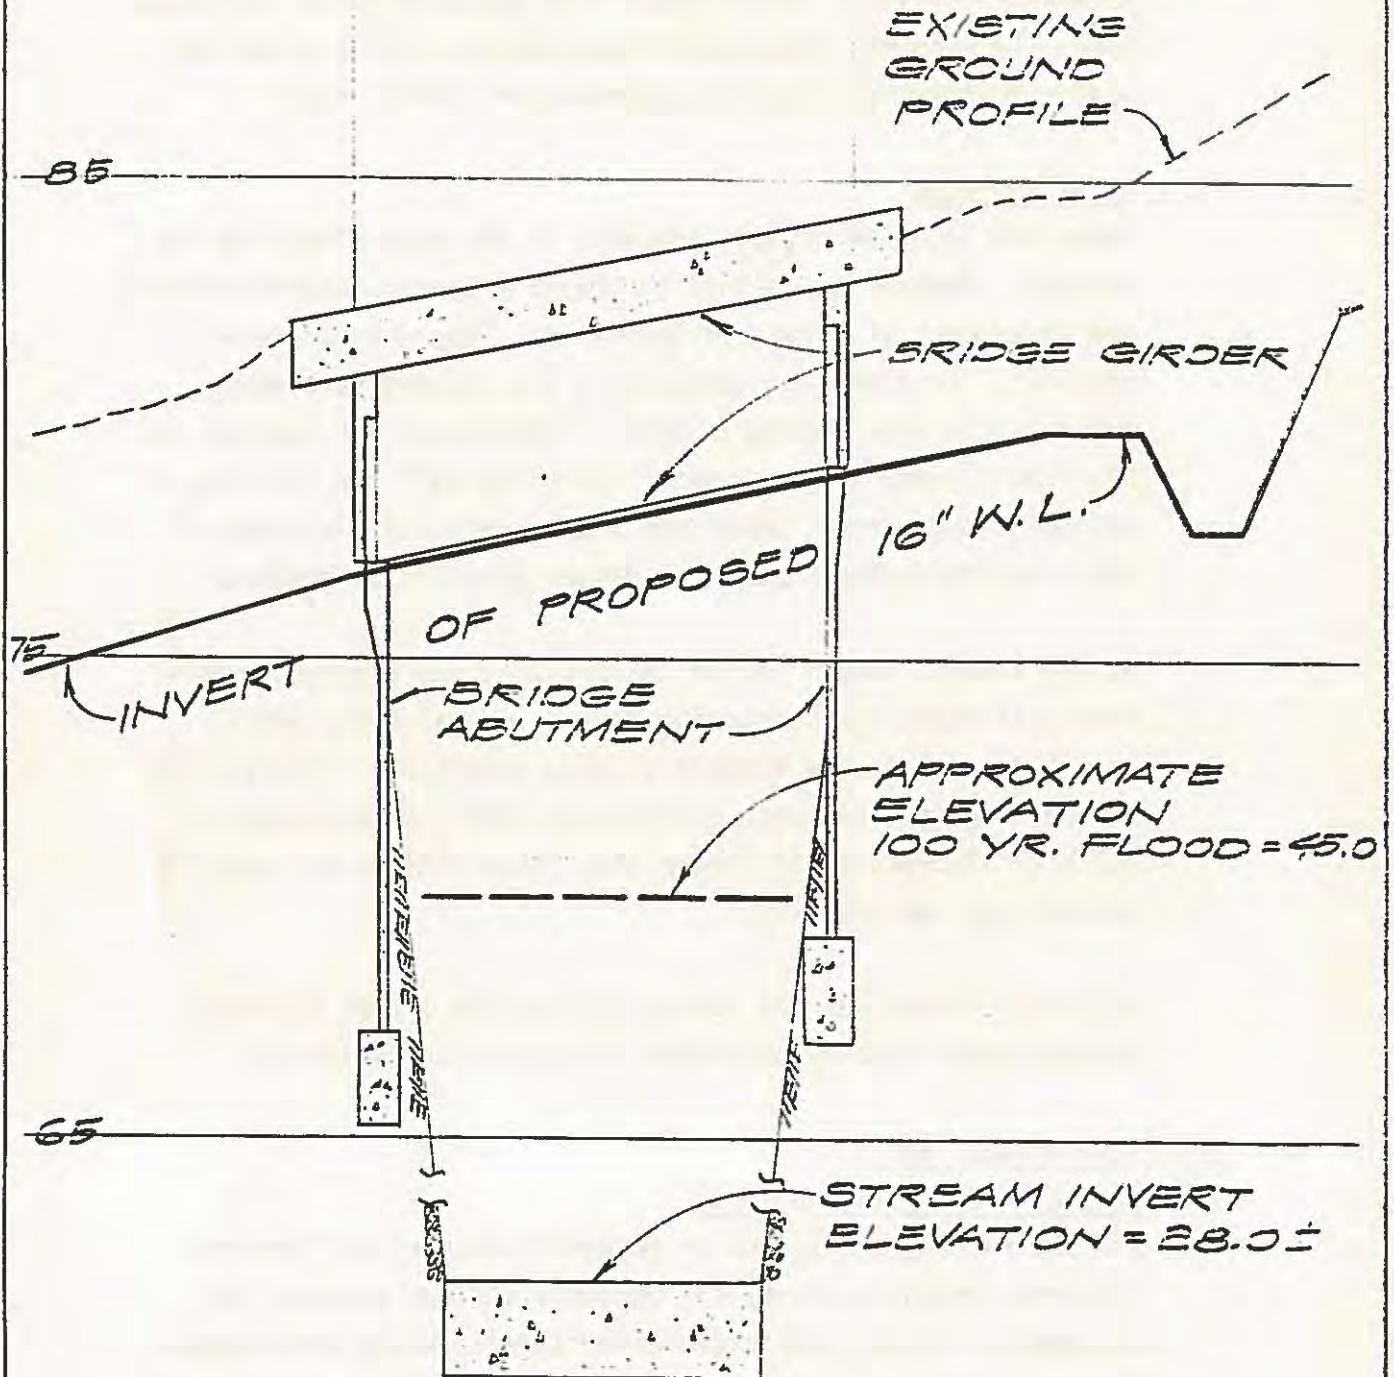 EXISTING
GROUND
PROFILE
85
BRIDGE GIRDER
16" W.L.
OF PROPOSED
75
INVERT
BRIDGE
ABUTMENT
APPROXIMATE
ELEVATION
100 YR. FLOOD = 45.0
65
STREAM INVERT
ELEVATION = 28.0±